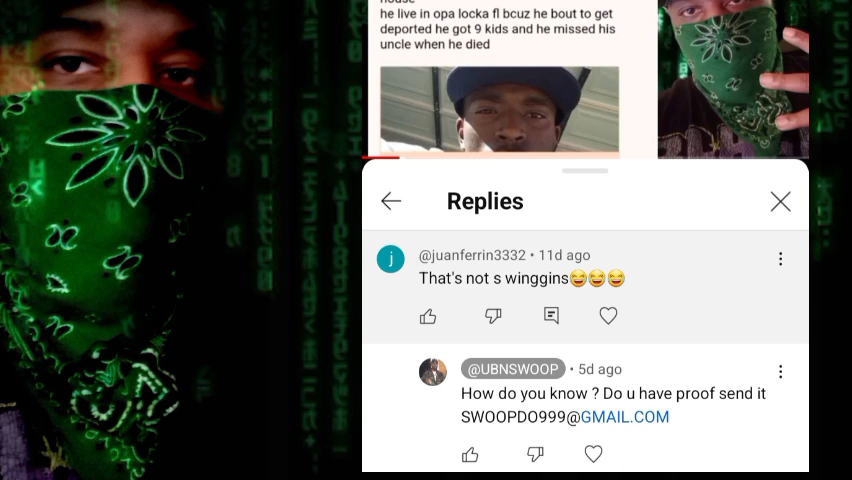 he live in opa locka fl bcuz he bout to get
deported he got 9 kids and he missed his
uncle when he died
Replies
j
@juanferrin3332 • 11d ago
That's not s winggins😂😂😂
@UBNSWOOP • 5d ago
How do you know ? Do u have proof send it
SWOOPDO999@GMAIL.COM